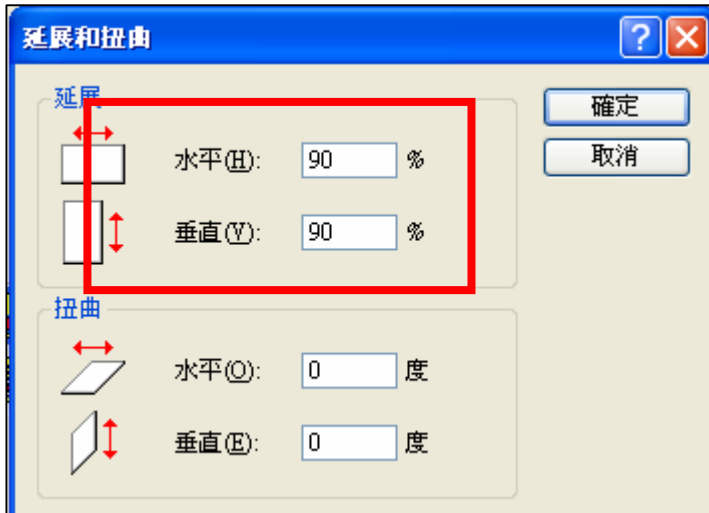 延展和扭曲
延展
確定
水平(H): 90 %
取消
垂直(V): 90 %
扭曲
水平(O): 0 度
垂直(E): 0 度